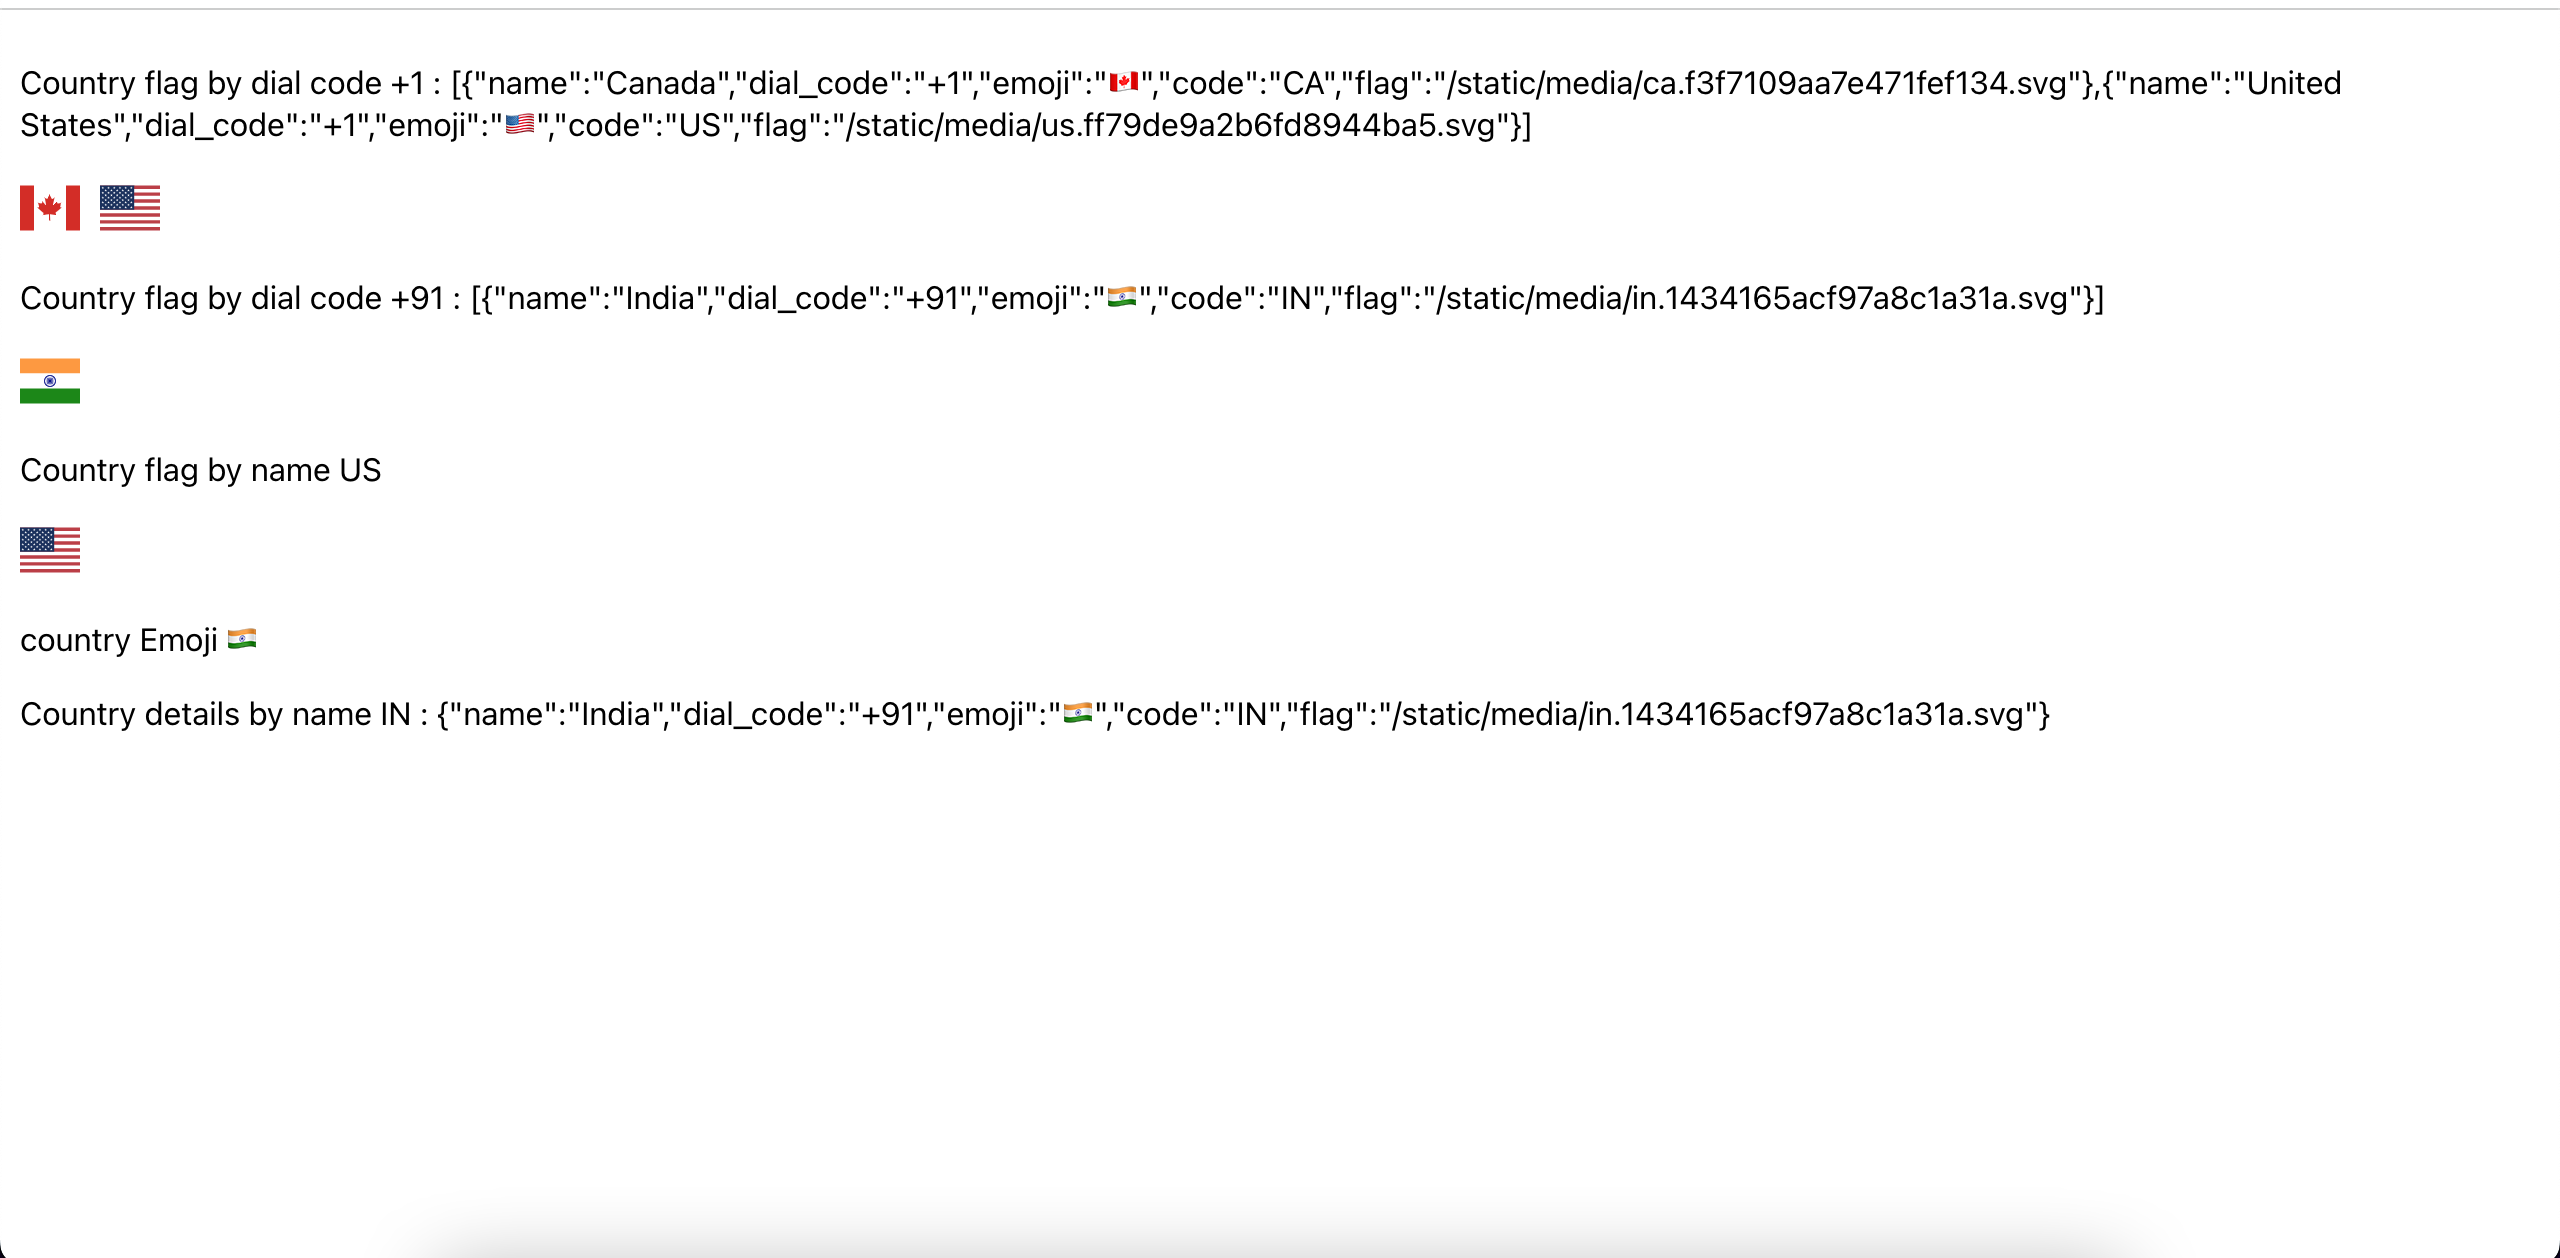 Country flag by dial code +1 : [{"name":"Canada","dial_code":"+1","emoji":"🇨🇦","code":"CA","flag":"/static/media/ca.f3f7109aa7e471fef134.svg"},{"name":"United
States","dial_code":"+1","emoji":"🇺🇸","code":"US","flag":"/static/media/us.ff79de9a2b6fd8944ba5.svg"}]
Country flag by dial code +91 : [{"name":"India","dial_code":"+91","emoji":"🇮🇳","code":"IN","flag":"/static/media/in.1434165acf97a8c1a31a.svg"}]
Country flag by name US
country Emoji 🇮🇳
Country details by name IN : {"name":"India","dial_code":"+91","emoji":"🇮🇳","code":"IN","flag":"/static/media/in.1434165acf97a8c1a31a.svg"}